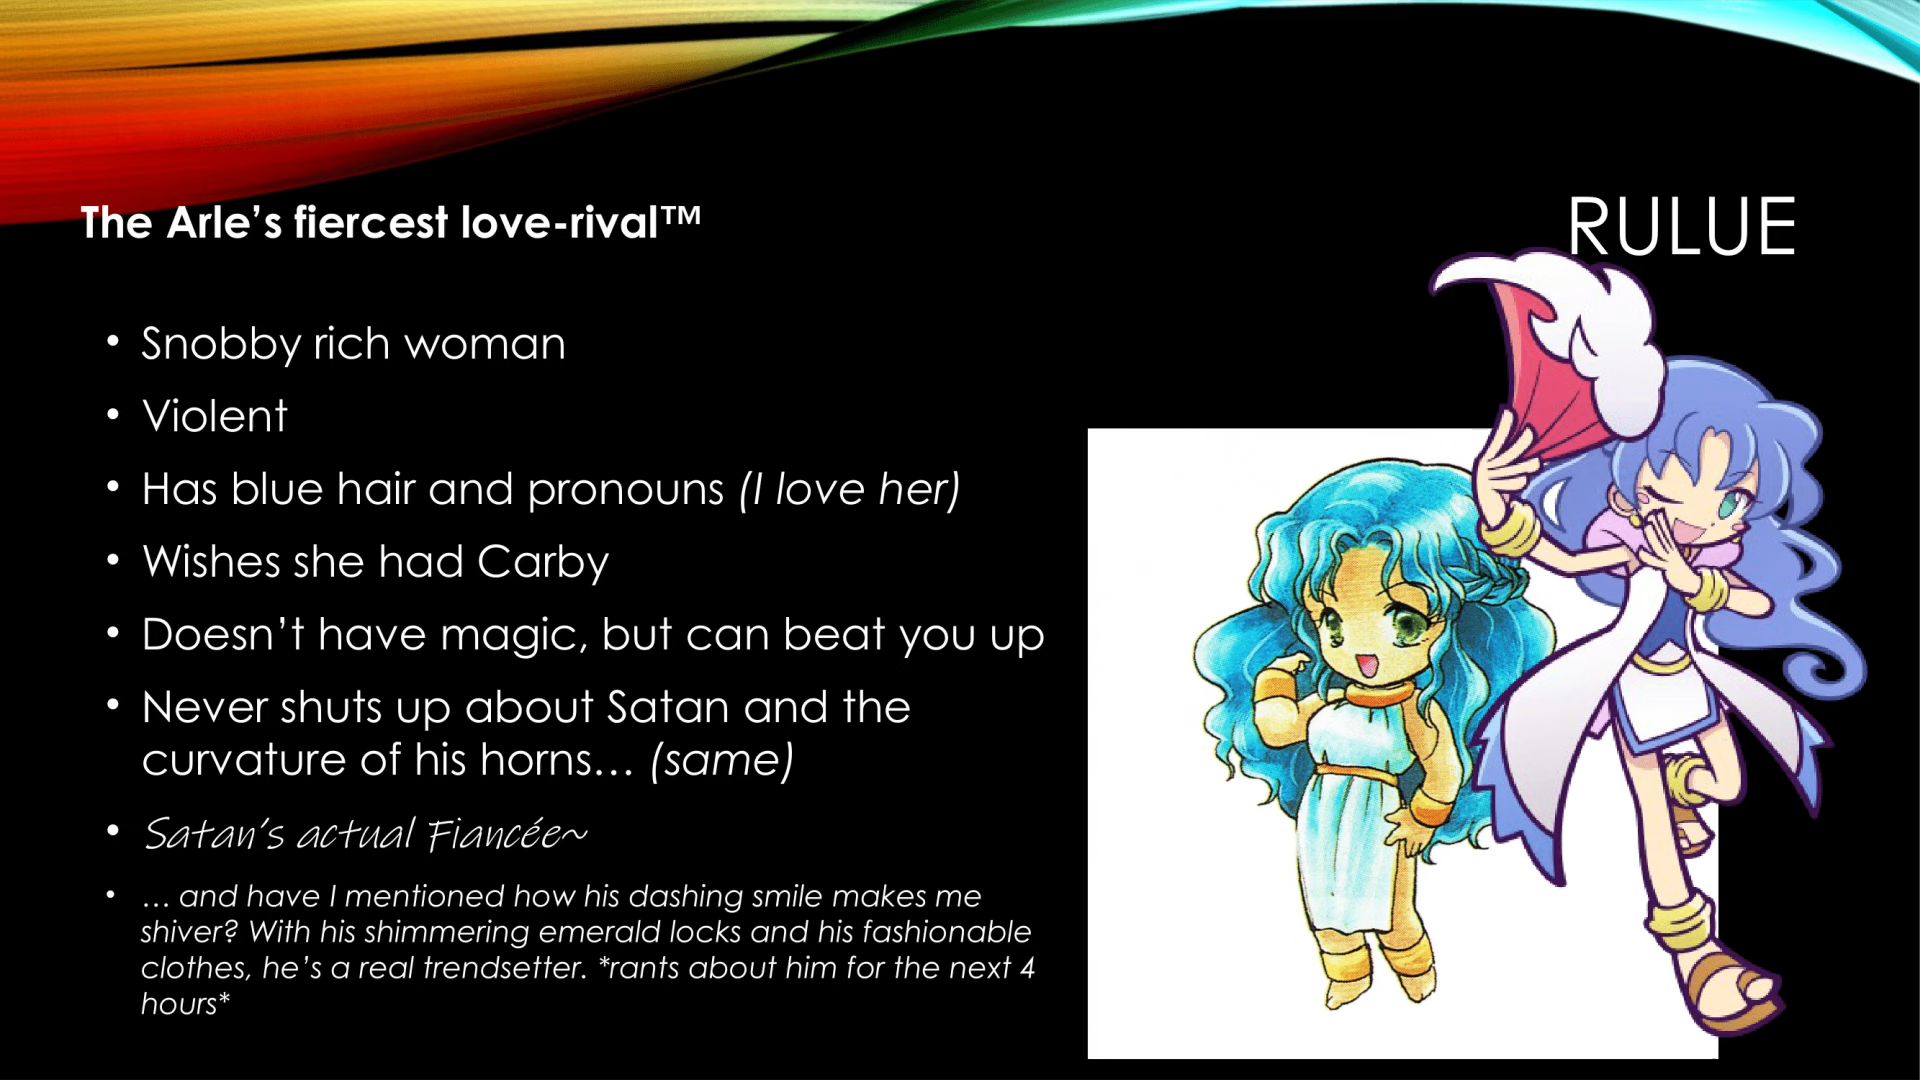 RULUE
The Arle’s fiercest love-rival™
• Snobby rich woman
• Violent
• Has blue hair and pronouns (I love her)
• Wishes she had Carby
• Doesn’t have magic, but can beat you up
• Never shuts up about Satan and the
curvature of his horns… (same)
• Satan’s actual Fiancée~
• … and have I mentioned how his dashing smile makes me
shiver? With his shimmering emerald locks and his fashionable
clothes, he’s a real trendsetter. *rants about him for the next 4
hours*